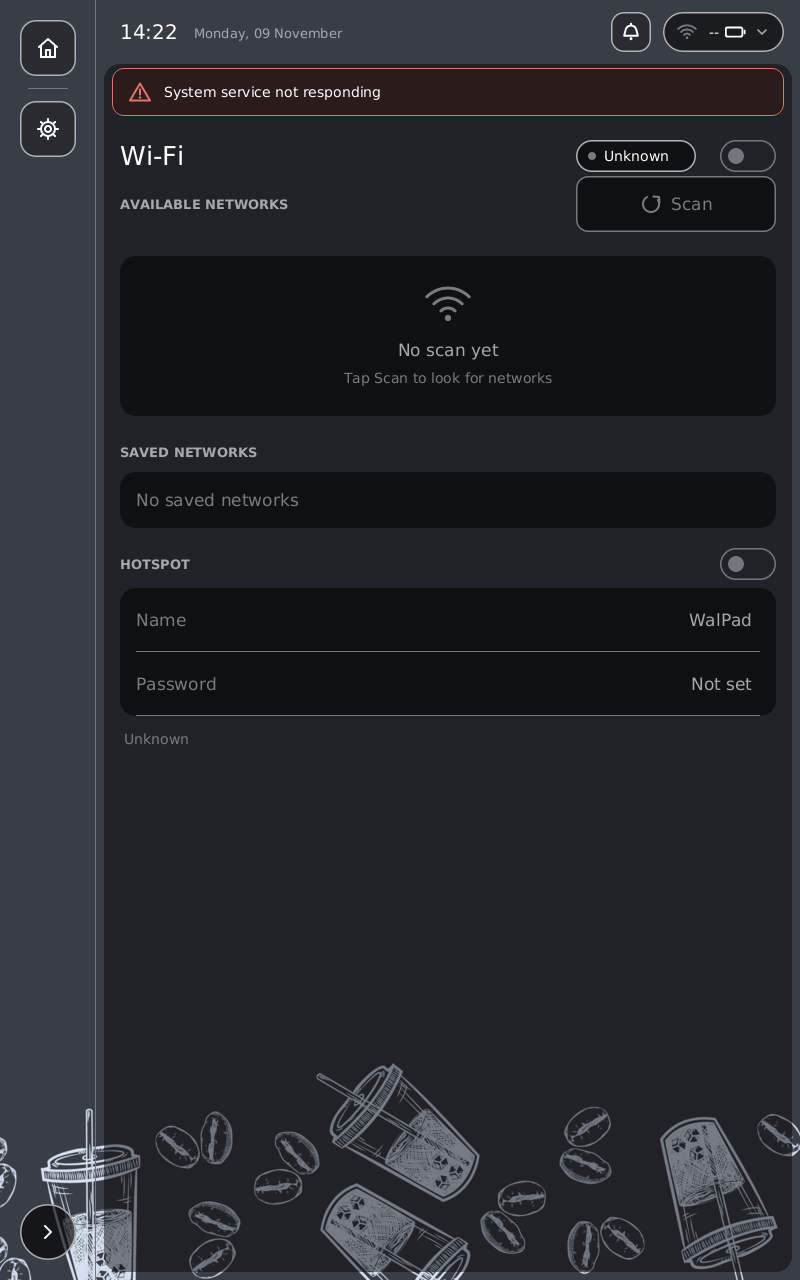 14:22 Monday, 09 November
--
System service not responding
Wi-Fi
Unknown
AVAILABLE NETWORKS
Scan
No scan yet
Tap Scan to look for networks
SAVED NETWORKS
No saved networks
HOTSPOT
Name WalPad
Password Not set
Unknown